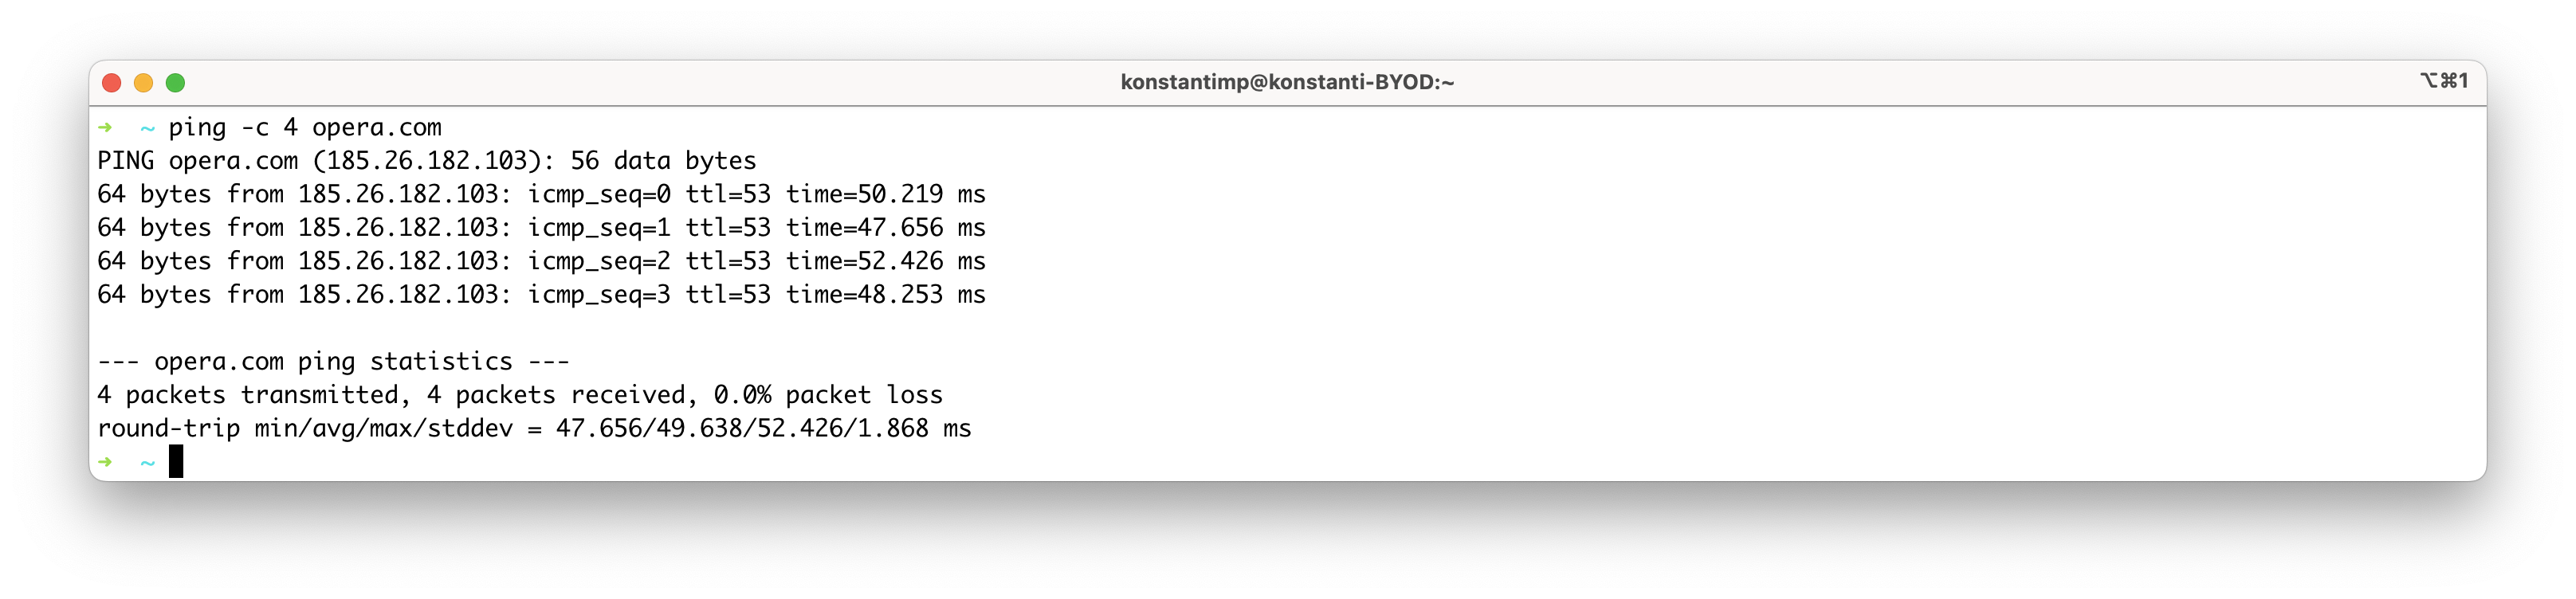 konstantimp@konstanti-BYOD:~ ⌥⌘1
➜ ~ ping -c 4 opera.com
PING opera.com (185.26.182.103): 56 data bytes
64 bytes from 185.26.182.103: icmp_seq=0 ttl=53 time=50.219 ms
64 bytes from 185.26.182.103: icmp_seq=1 ttl=53 time=47.656 ms
64 bytes from 185.26.182.103: icmp_seq=2 ttl=53 time=52.426 ms
64 bytes from 185.26.182.103: icmp_seq=3 ttl=53 time=48.253 ms
--- opera.com ping statistics ---
4 packets transmitted, 4 packets received, 0.0% packet loss
round-trip min/avg/max/stddev = 47.656/49.638/52.426/1.868 ms
➜ ~